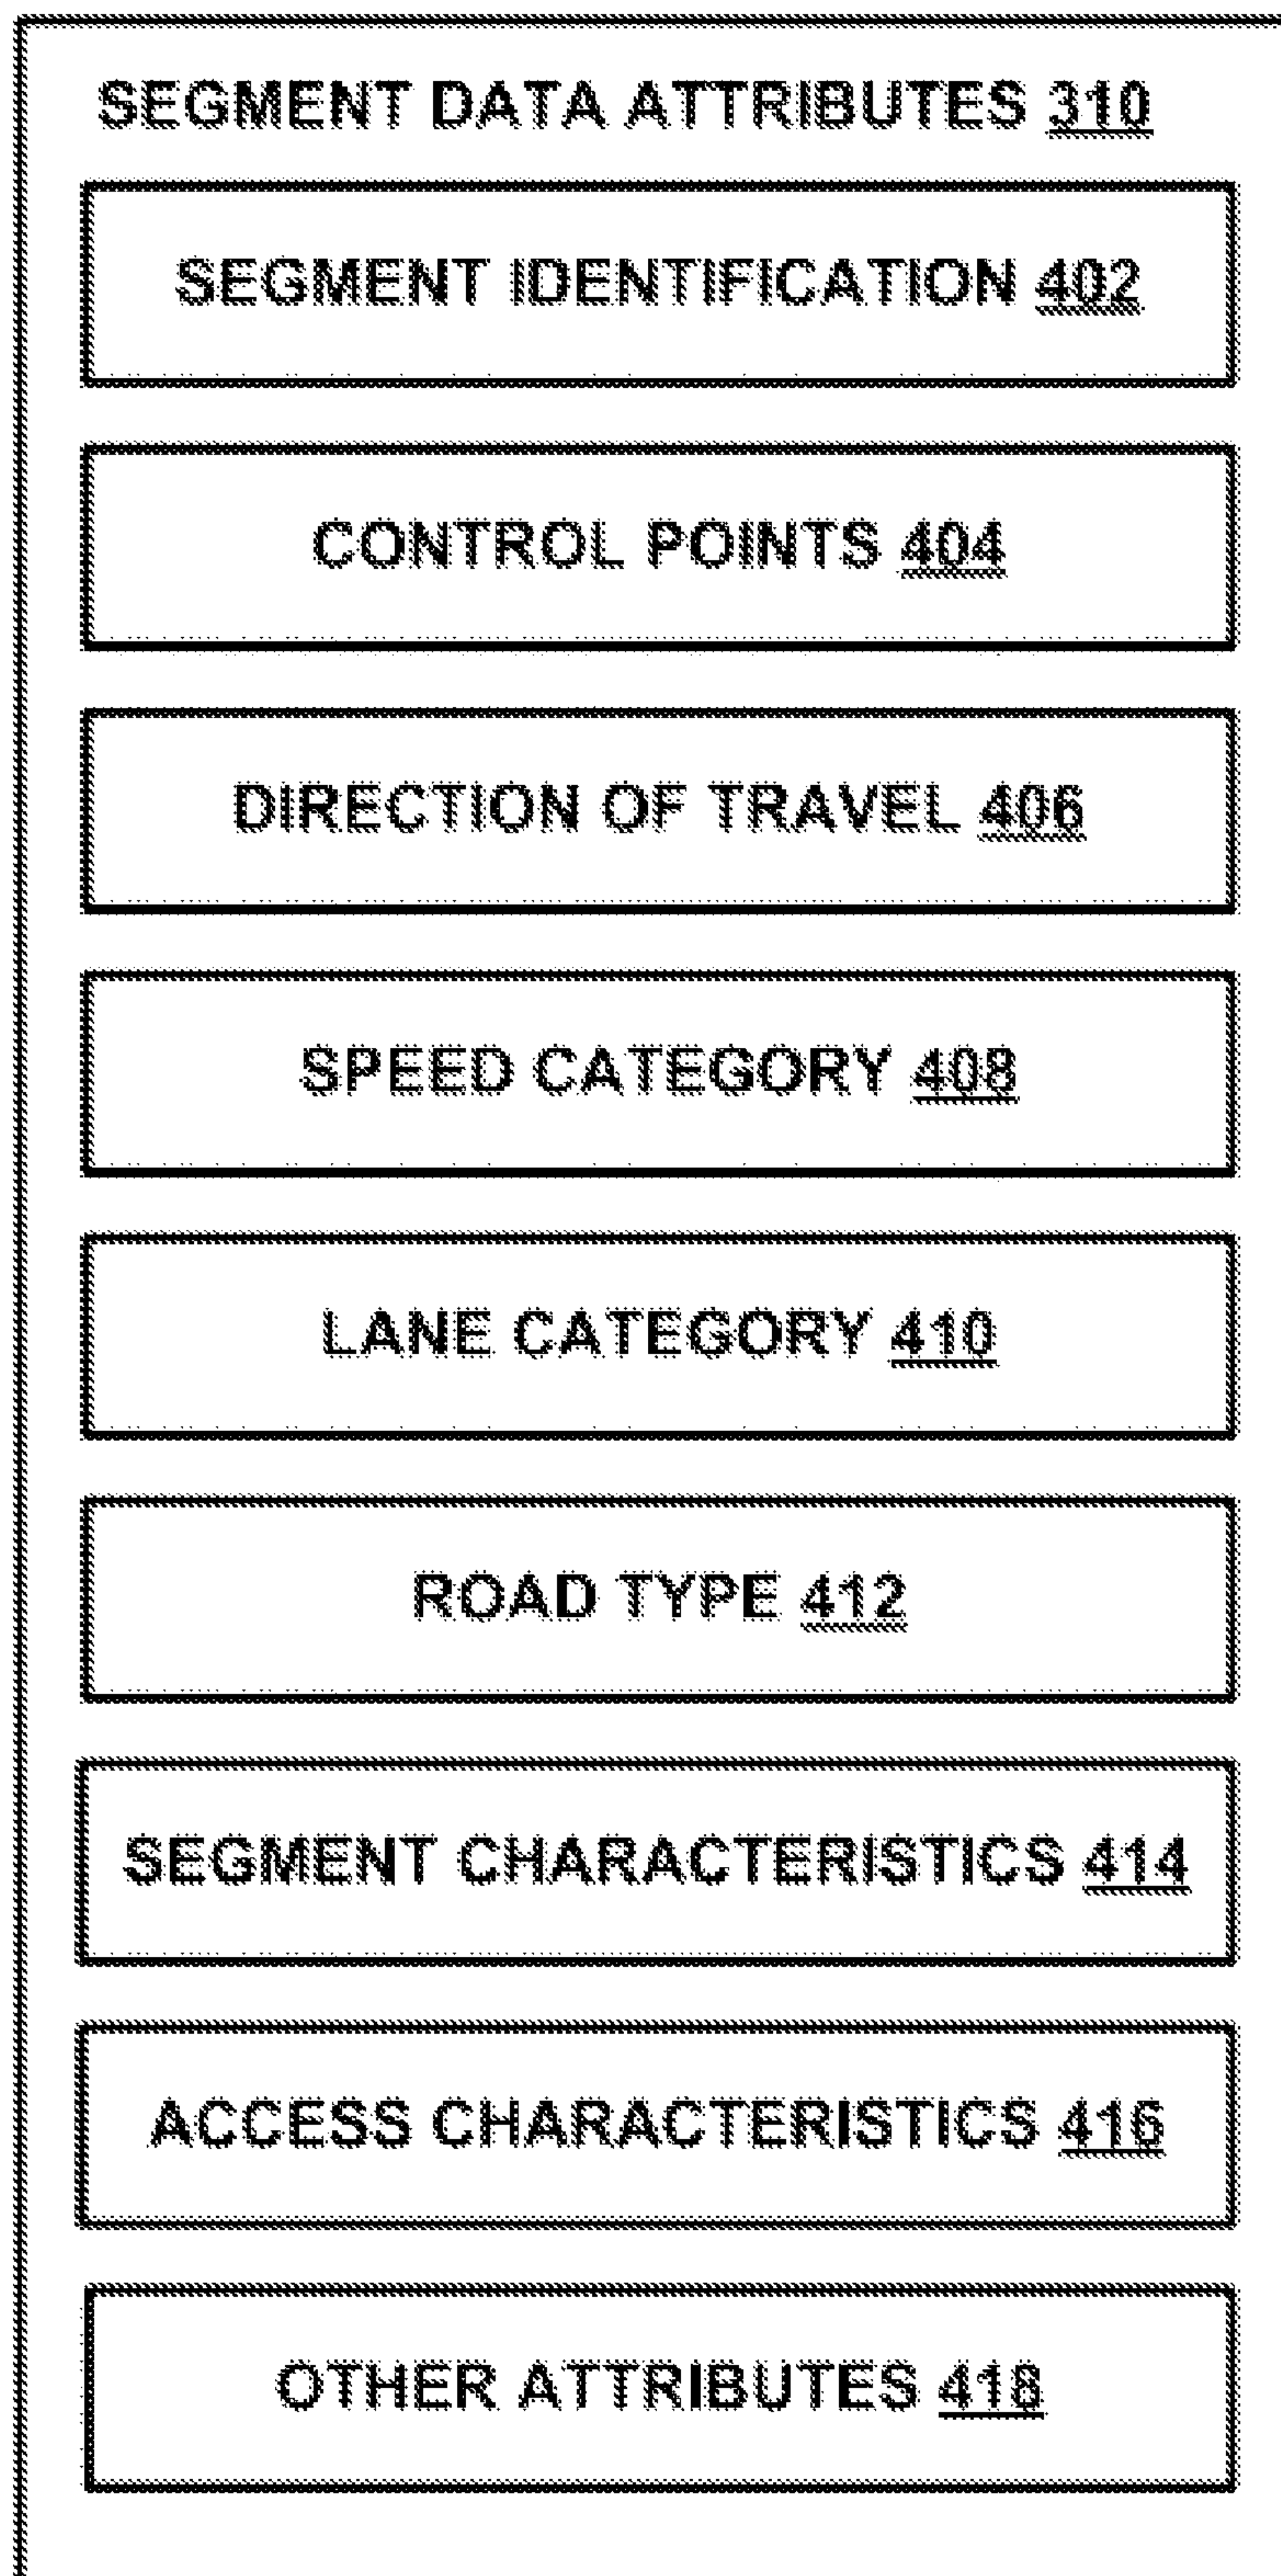 SEGMENT DATA ATTRIBUTES 310
SEGMENT IDENTIFICATION 402
CONTROL POINTS 404
DIRECTION OF TRAVEL 406
SPEED CATEGORY 408
LANE CATEGORY 410
ROAD TYPE 412
SEGMENT CHARACTERISTICS 414
ACCESS CHARACTERISTICS 416
OTHER ATTRIBUTES 418